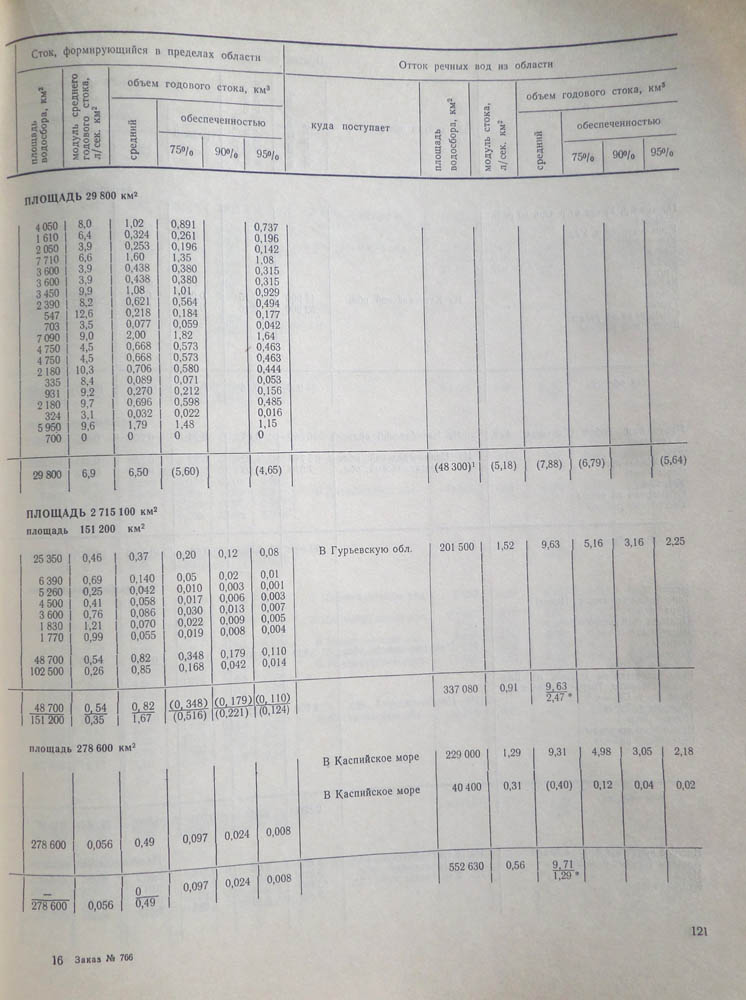 Сток, формирующийся в пределах области
Отток речных вод из области
площадь водосбора, км²
модуль среднего годового стока, л/сек. км²
объем годового стока, км³
средний
обеспеченностью
75% 90% 95%
куда поступает
площадь водосбора, км²
модуль стока, л/сек. км²
объем годового стока, км³
средний
обеспеченностью
75% 90% 95%
ПЛОЩАДЬ 29 800 км²
4 050 8,0 1,02 0,891 0,737
1 610 6,4 0,324 0,261 0,196
2 050 3,9 0,253 0,196 0,142
7 710 6,6 1,60 1,35 1,08
3 600 3,9 0,438 0,380 0,315
3 600 3,9 0,438 0,380 0,315
3 450 9,9 1,08 1,01 0,929
2 390 8,2 0,621 0,564 0,494
547 12,6 0,218 0,184 0,177
703 3,5 0,077 0,059 0,042
7 090 9,0 2,00 1,82 1,64
4 750 4,5 0,668 0,573 0,463
4 750 4,5 0,668 0,573 0,463
2 180 10,3 0,706 0,580 0,444
335 8,4 0,089 0,071 0,053
931 9,2 0,270 0,212 0,156
2 180 9,7 0,696 0,598 0,485
324 3,1 0,032 0,022 0,016
5 950 9,6 1,79 1,48 1,15
700 0 0 0 0
29 800 6,9 6,50 (5,60) (4,65) (48 300)¹ (5,18) (7,88) (6,79) (5,64)
ПЛОЩАДЬ 2 715 100 км²
площадь 151 200 км²
25 350 0,46 0,37 0,20 0,12 0,08 В Гурьевскую обл. 201 500 1,52 9,63 5,16 3,16 2,25
6 390 0,69 0,140 0,05 0,02 0,01
5 260 0,25 0,042 0,010 0,003 0,001
4 500 0,41 0,058 0,017 0,006 0,003
3 600 0,76 0,086 0,030 0,013 0,007
1 830 1,21 0,070 0,022 0,009 0,005
1 770 0,99 0,055 0,019 0,008 0,004
48 700 0,54 0,82 0,348 0,179 0,110
102 500 0,26 0,85 0,168 0,042 0,014
48 700 0,54 0,82 (0,348) (0,179) (0,110) 337 080 0,91 9,63
151 200 0,35 1,67 (0,516) (0,221) (0,124) 2,47*
площадь 278 600 км²
В Каспийское море 229 000 1,29 9,31 4,98 3,05 2,18
В Каспийское море 40 400 0,31 (0,40) 0,12 0,04 0,02
278 600 0,056 0,49 0,097 0,024 0,008
— 0 0,097 0,024 0,008 552 630 0,56 9,71
278 600 0,056 0,49 1,29*
121
16 Заказ № 766